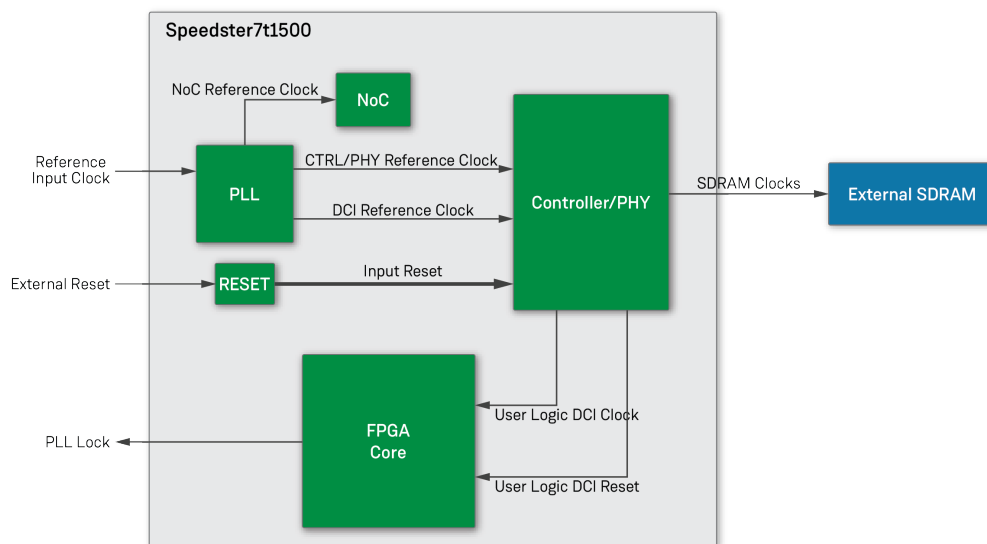 Speedster7t1500
NoC Reference Clock
NoC
Reference
Input Clock
PLL
CTRL/PHY Reference Clock
DCI Reference Clock
Controller/PHY
SDRAM Clocks
External SDRAM
External Reset
RESET
Input Reset
User Logic DCI Clock
FPGA
Core
PLL Lock
User Logic DCI Reset